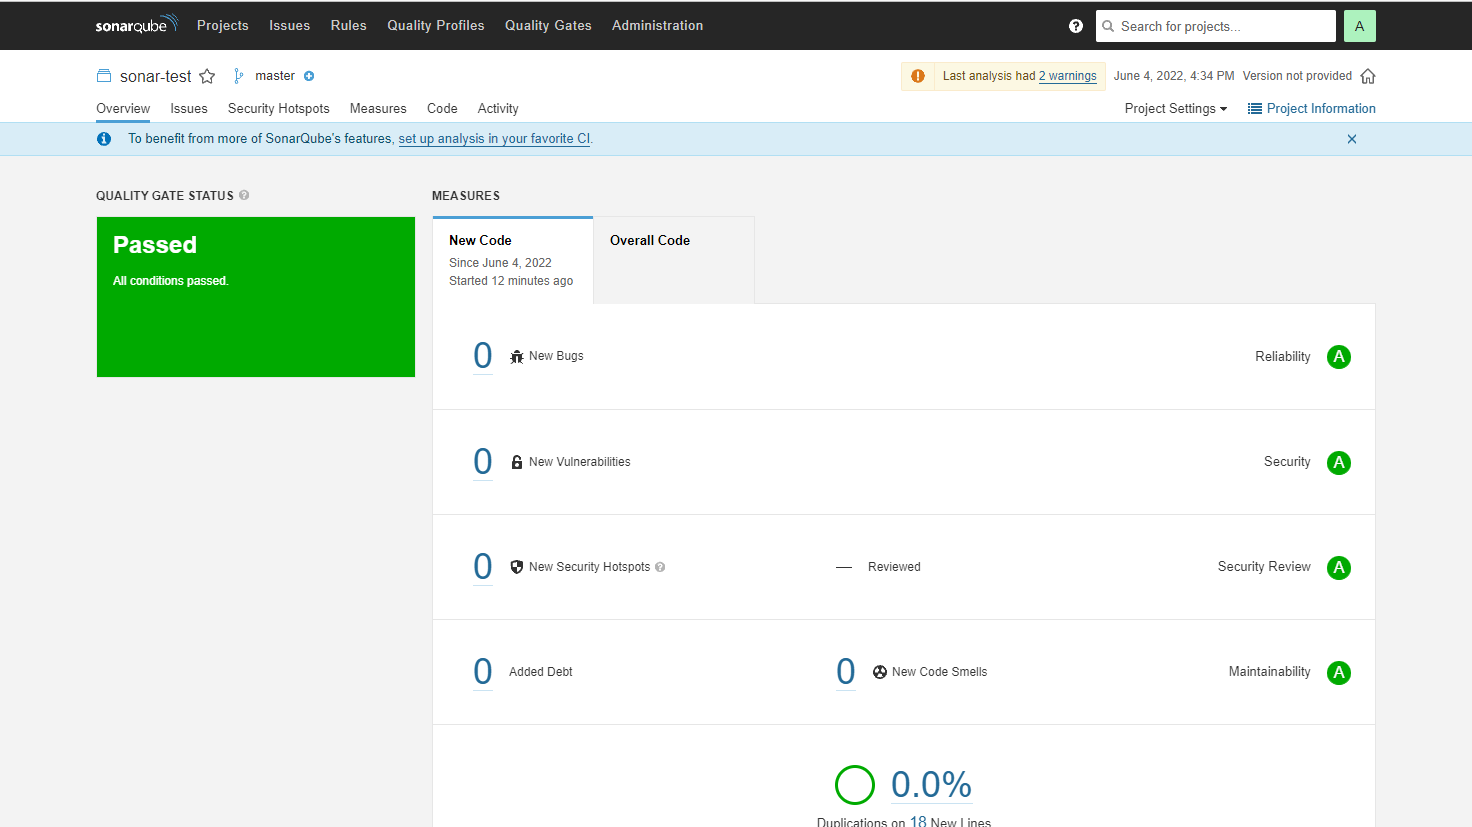 sonarqube Projects Issues Rules Quality Profiles Quality Gates Administration ? Search for projects... A
sonar-test master Last analysis had 2 warnings June 4, 2022, 4:34 PM Version not provided
Overview Issues Security Hotspots Measures Code Activity Project Settings Project Information
To benefit from more of SonarQube's features, set up analysis in your favorite CI.
QUALITY GATE STATUS ?
Passed
All conditions passed.
MEASURES
New Code
Since June 4, 2022
Started 12 minutes ago
Overall Code
0 New Bugs Reliability A
0 New Vulnerabilities Security A
0 New Security Hotspots ? — Reviewed Security Review A
0 Added Debt 0 New Code Smells Maintainability A
0.0%
Duplications on 18 New Lines